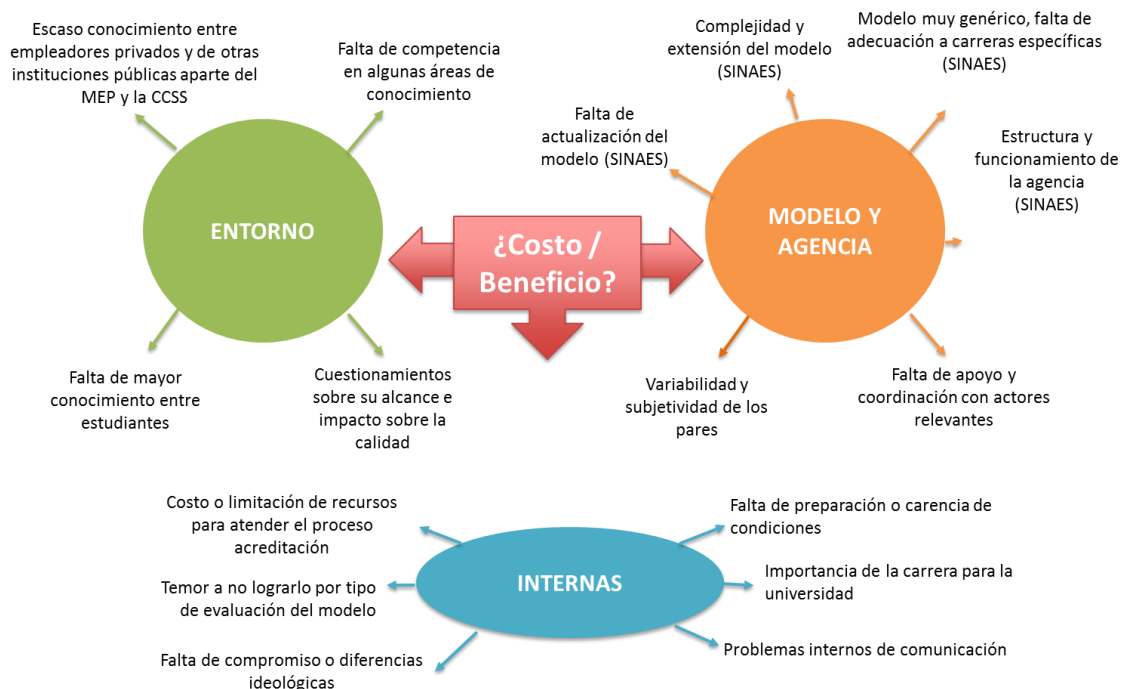 Escaso conocimiento entre
empleadores privados y de otras
instituciones públicas aparte del
MEP y la CCSS
Falta de competencia
en algunas áreas de
conocimiento
ENTORNO
Falta de mayor
conocimiento entre
estudiantes
Cuestionamientos
sobre su alcance e
impacto sobre la
calidad
¿Costo /
Beneficio?
Complejidad y
extensión del modelo
(SINAES)
Modelo muy genérico, falta de
adecuación a carreras específicas
(SINAES)
Falta de
actualización del
modelo (SINAES)
Estructura y
funcionamiento de
la agencia
(SINAES)
MODELO Y
AGENCIA
Variabilidad y
subjetividad de los
pares
Falta de apoyo y
coordinación con actores
relevantes
Costo o limitación de recursos
para atender el proceso
acreditación
Falta de preparación o carencia de
condiciones
Temor a no lograrlo por tipo
de evaluación del modelo
INTERNAS
Importancia de la carrera para la
universidad
Falta de compromiso o diferencias
ideológicas
Problemas internos de comunicación